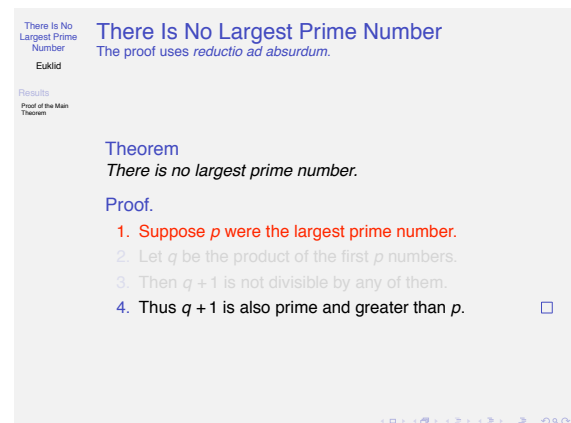 There Is No
Largest Prime
Number
Euklid
Results
Proof of the Main
Theorem
There Is No Largest Prime Number
The proof uses reductio ad absurdum.
Theorem
There is no largest prime number.
Proof.
1. Suppose p were the largest prime number.
2. Let q be the product of the first p numbers.
3. Then q + 1 is not divisible by any of them.
4. Thus q + 1 is also prime and greater than p.